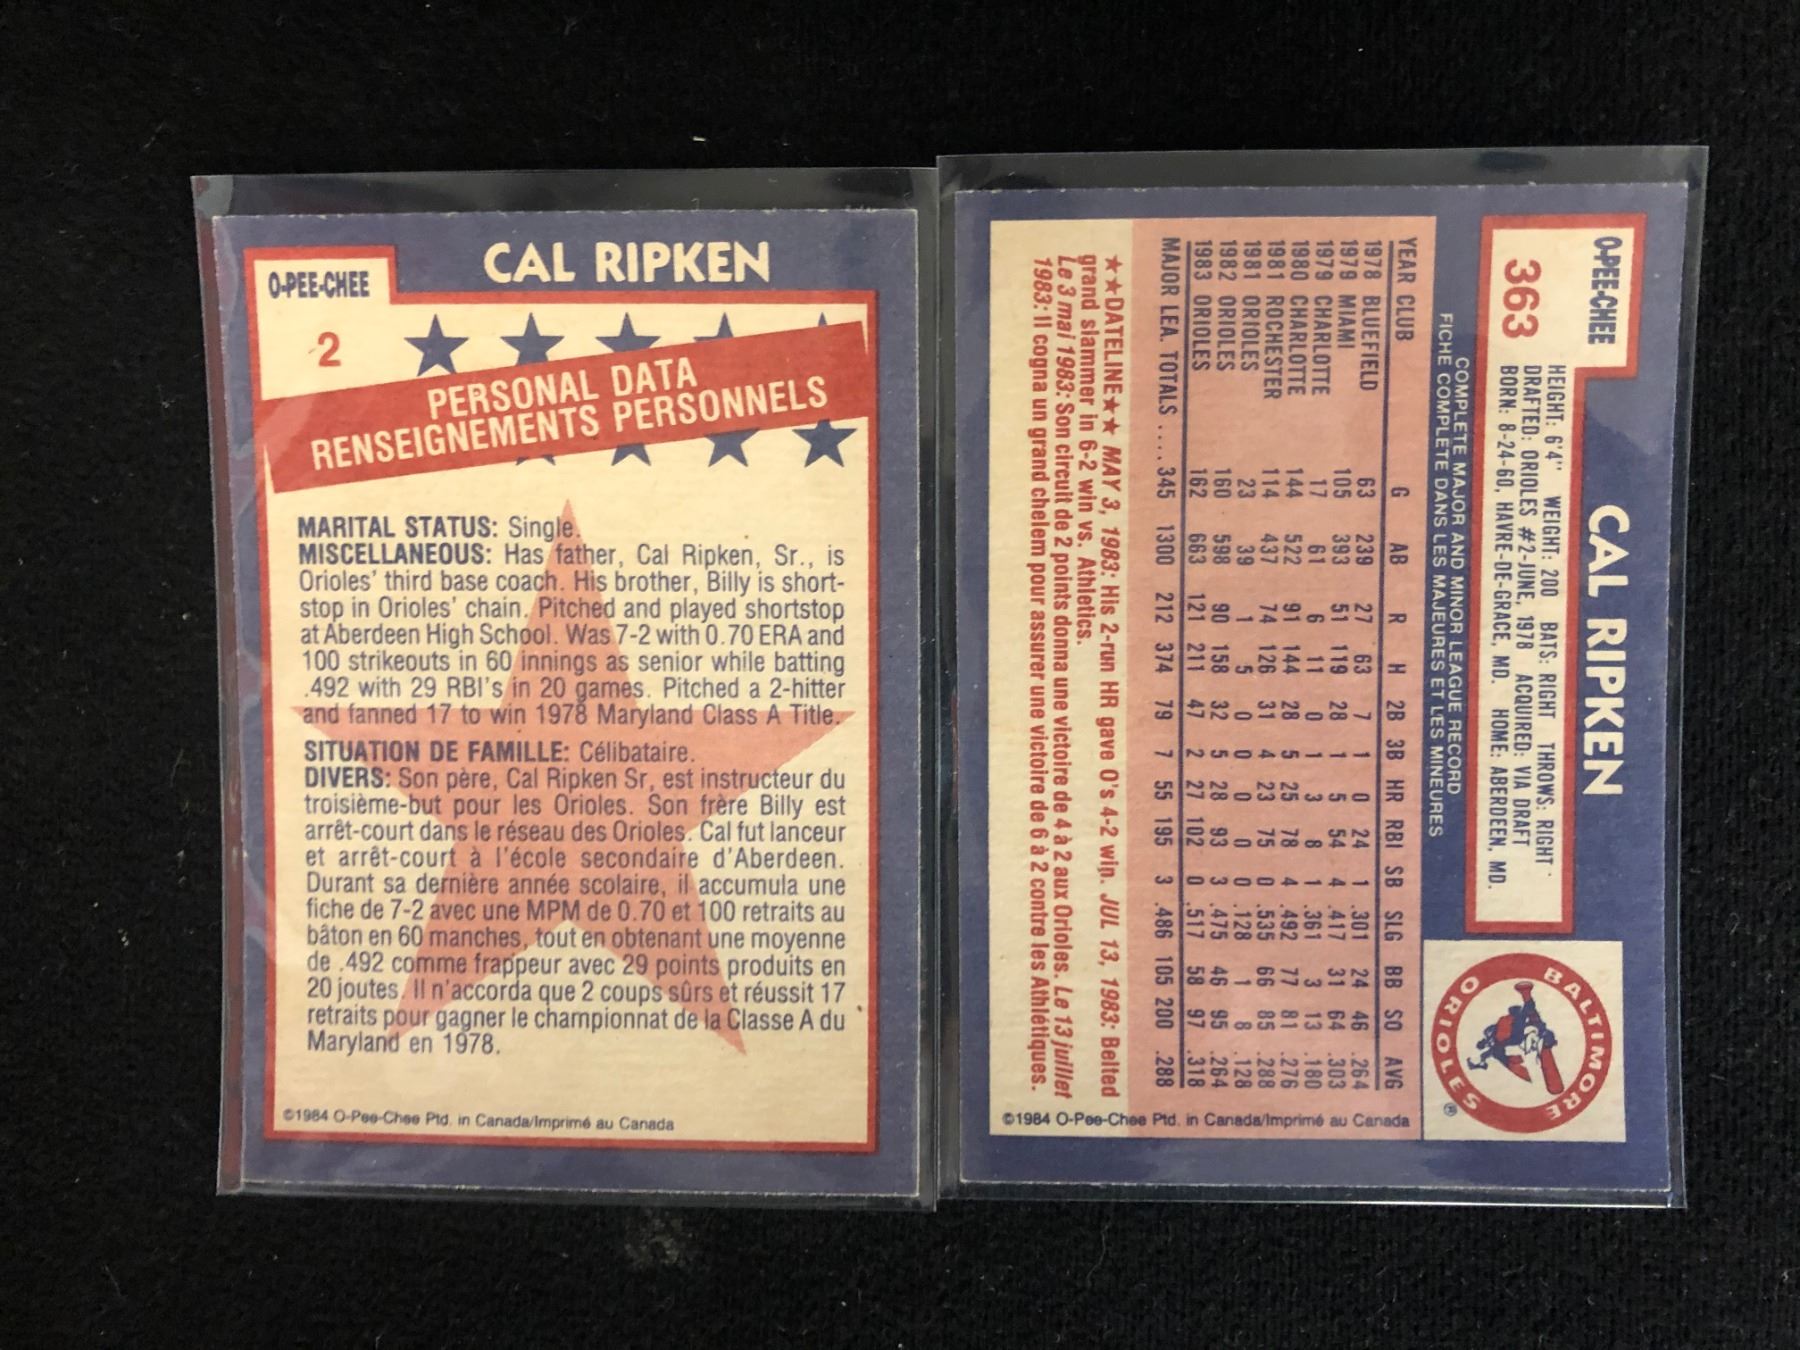 CAL RIPKEN
O-PEE-CHEE
2
PERSONAL DATA
RENSEIGNEMENTS PERSONNELS
MARITAL STATUS: Single.
MISCELLANEOUS: Has father, Cal Ripken, Sr., is
Orioles' third base coach. His brother, Billy is short-
stop in Orioles' chain. Pitched and played shortstop
at Aberdeen High School. Was 7-2 with 0.70 ERA and
100 strikeouts in 60 innings as senior while batting
.492 with 29 RBI's in 20 games. Pitched a 2-hitter
and fanned 17 to win 1978 Maryland Class A Title.
SITUATION DE FAMILLE: Célibataire.
DIVERS: Son père, Cal Ripken Sr, est instructeur du
troisième-but pour les Orioles. Son frère Billy est
arrêt-court dans le réseau des Orioles. Cal fut lanceur
et arrêt-court à l'école secondaire d'Aberdeen.
Durant sa dernière année scolaire, il accumula une
fiche de 7-2 avec une MPM de 0.70 et 100 retraits au
bâton en 60 manches, tout en obtenant une moyenne
de .492 comme frappeur avec 29 points produits en
20 joutes. Il n'accorda que 2 coups sûrs et réussit 17
retraits pour gagner le championnat de la Classe A du
Maryland en 1978.
©1984 O-Pee-Chee Ptd. in Canada/Imprimé au Canada
O-PEE-CHEE
363
CAL RIPKEN
HEIGHT: 6'4" WEIGHT: 200 BATS: RIGHT THROWS: RIGHT
DRAFTED: ORIOLES #2-JUNE, 1978 ACQUIRED: VIA DRAFT
BORN: 8-24-60, HAVRE-DE-GRACE, MD. HOME: ABERDEEN, MD.
BALTIMORE
ORIOLES
®
COMPLETE MAJOR AND MINOR LEAGUE RECORD
FICHE COMPLETE DANS LES MAJEURES ET LES MINEURES
YEAR CLUB G AB R H 2B 3B HR RBI SB SLG BB SO AVG
1978 BLUEFIELD 63 239 27 63 7 1 0 24 1 .301 24 46 .264
1979 MIAMI 105 393 51 119 28 1 5 54 4 .417 31 64 .303
1979 CHARLOTTE 17 61 6 11 0 1 3 8 1 .361 3 13 .180
1980 CHARLOTTE 144 522 91 144 28 5 25 78 4 .492 77 81 .276
1981 ROCHESTER 114 437 74 126 31 4 23 75 0 .535 66 85 .288
1981 ORIOLES 23 39 1 5 0 0 0 0 0 .128 1 8 .128
1982 ORIOLES 160 598 90 158 32 5 28 93 3 .475 46 95 .264
1983 ORIOLES 162 663 121 211 47 2 27 102 0 .517 58 97 .318
MAJOR LEA. TOTALS .... 345 1300 212 374 79 7 55 195 3 .486 105 200 .288
★★DATELINE★★ MAY 3, 1983: His 2-run HR gave O's 4-2 win. JUL 13, 1983: Belted
grand slammer in 6-2 win vs. Athletics.
Le 3 mai 1983: Son circuit de 2 points donna une victoire de 4 à 2 aux Orioles. Le 13 juillet
1983: Il cogna un grand chelem pour assurer une victoire de 6 à 2 contre les Athlétiques.
©1984 O-Pee-Chee Ptd. in Canada/Imprimé au Canada